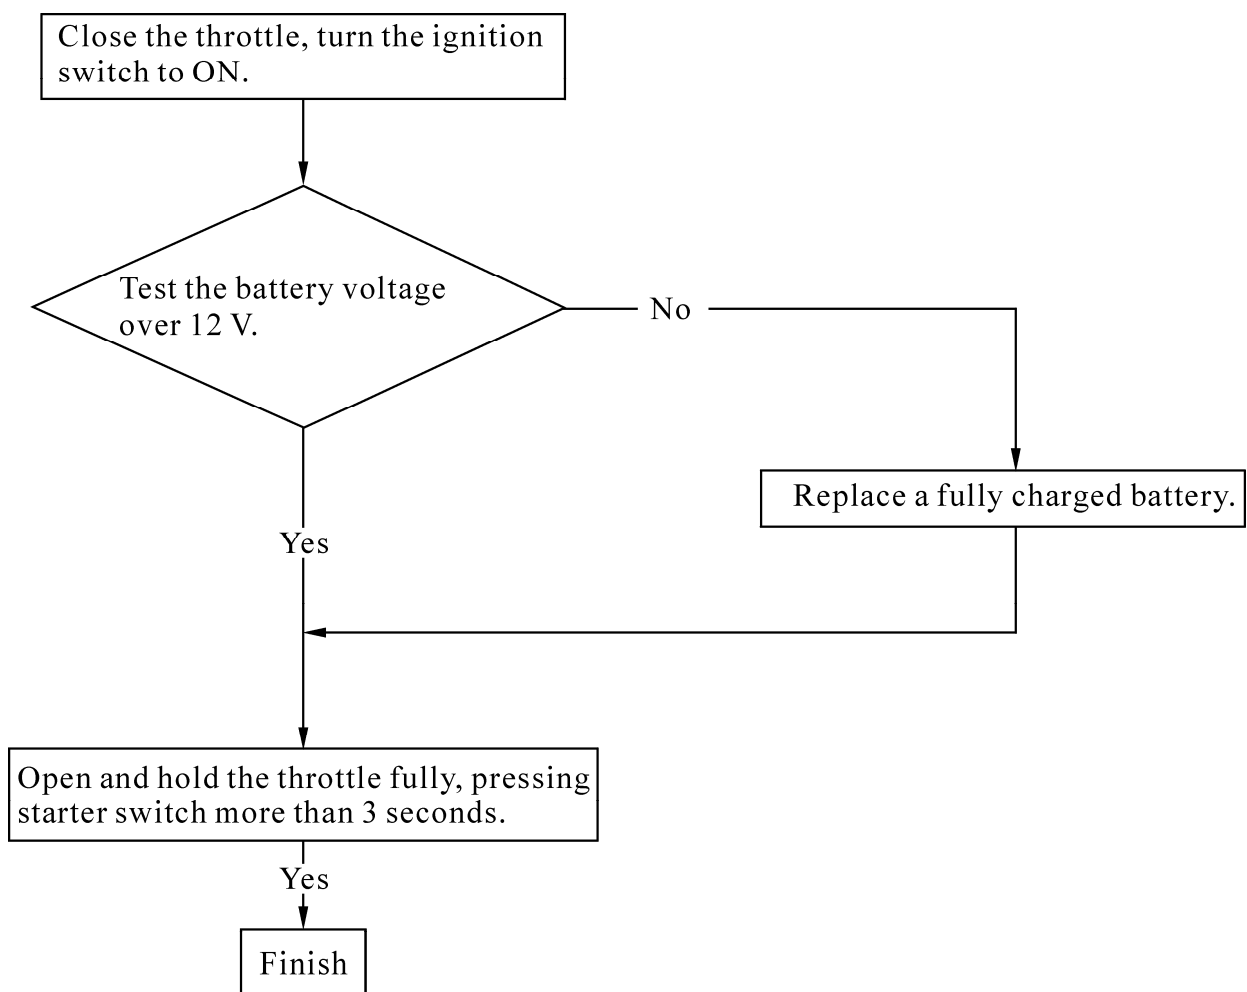 Close the throttle, turn the ignition
switch to ON.
Test the battery voltage
over 12 V.
No
Replace a fully charged battery.
Yes
Open and hold the throttle fully, pressing
starter switch more than 3 seconds.
Yes
Finish